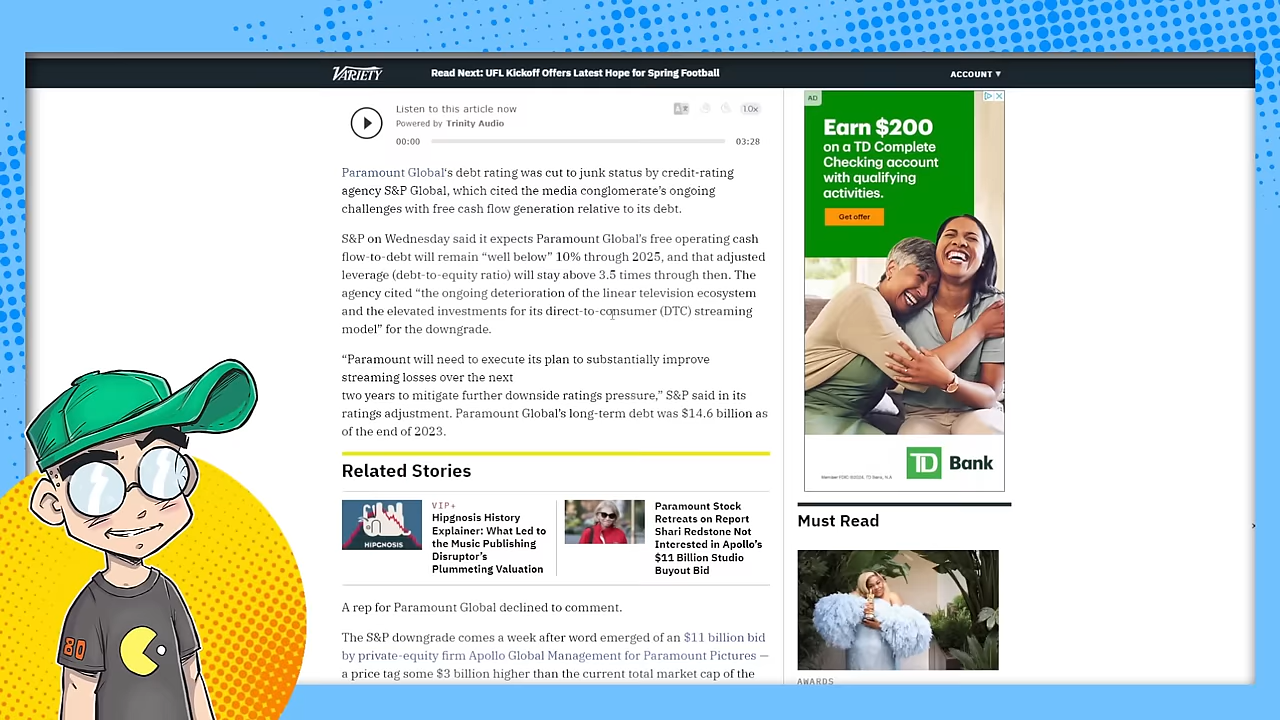 VARIETY
Read Next: UFL Kickoff Offers Latest Hope for Spring Football
ACCOUNT ▾
Listen to this article now
Powered by Trinity Audio
1.0x
00:00
03:28
Paramount Global's debt rating was cut to junk status by credit-rating
agency S&P Global, which cited the media conglomerate's ongoing
challenges with free cash flow generation relative to its debt.
S&P on Wednesday said it expects Paramount Global's free operating cash
flow-to-debt will remain “well below” 10% through 2025, and that adjusted
leverage (debt-to-equity ratio) will stay above 3.5 times through then. The
agency cited “the ongoing deterioration of the linear television ecosystem
and the elevated investments for its direct-to-consumer (DTC) streaming
model” for the downgrade.
“Paramount will need to execute its plan to substantially improve
streaming losses over the next
two years to mitigate further downside ratings pressure,” S&P said in its
ratings adjustment. Paramount Global's long-term debt was $14.6 billion as
of the end of 2023.
Related Stories
HIPGNOSIS
VIP+
Hipgnosis History
Explainer: What Led to
the Music Publishing
Disruptor's
Plummeting Valuation
Paramount Stock
Retreats on Report
Shari Redstone Not
Interested in Apollo's
$11 Billion Studio
Buyout Bid
A rep for Paramount Global declined to comment.
The S&P downgrade comes a week after word emerged of an $11 billion bid
by private-equity firm Apollo Global Management for Paramount Pictures —
a price tag some $3 billion higher than the current total market cap of the
AD
Earn $200
on a TD Complete
Checking account
with qualifying
activities.
Get offer
TD Bank
Must Read
AWARDS
80